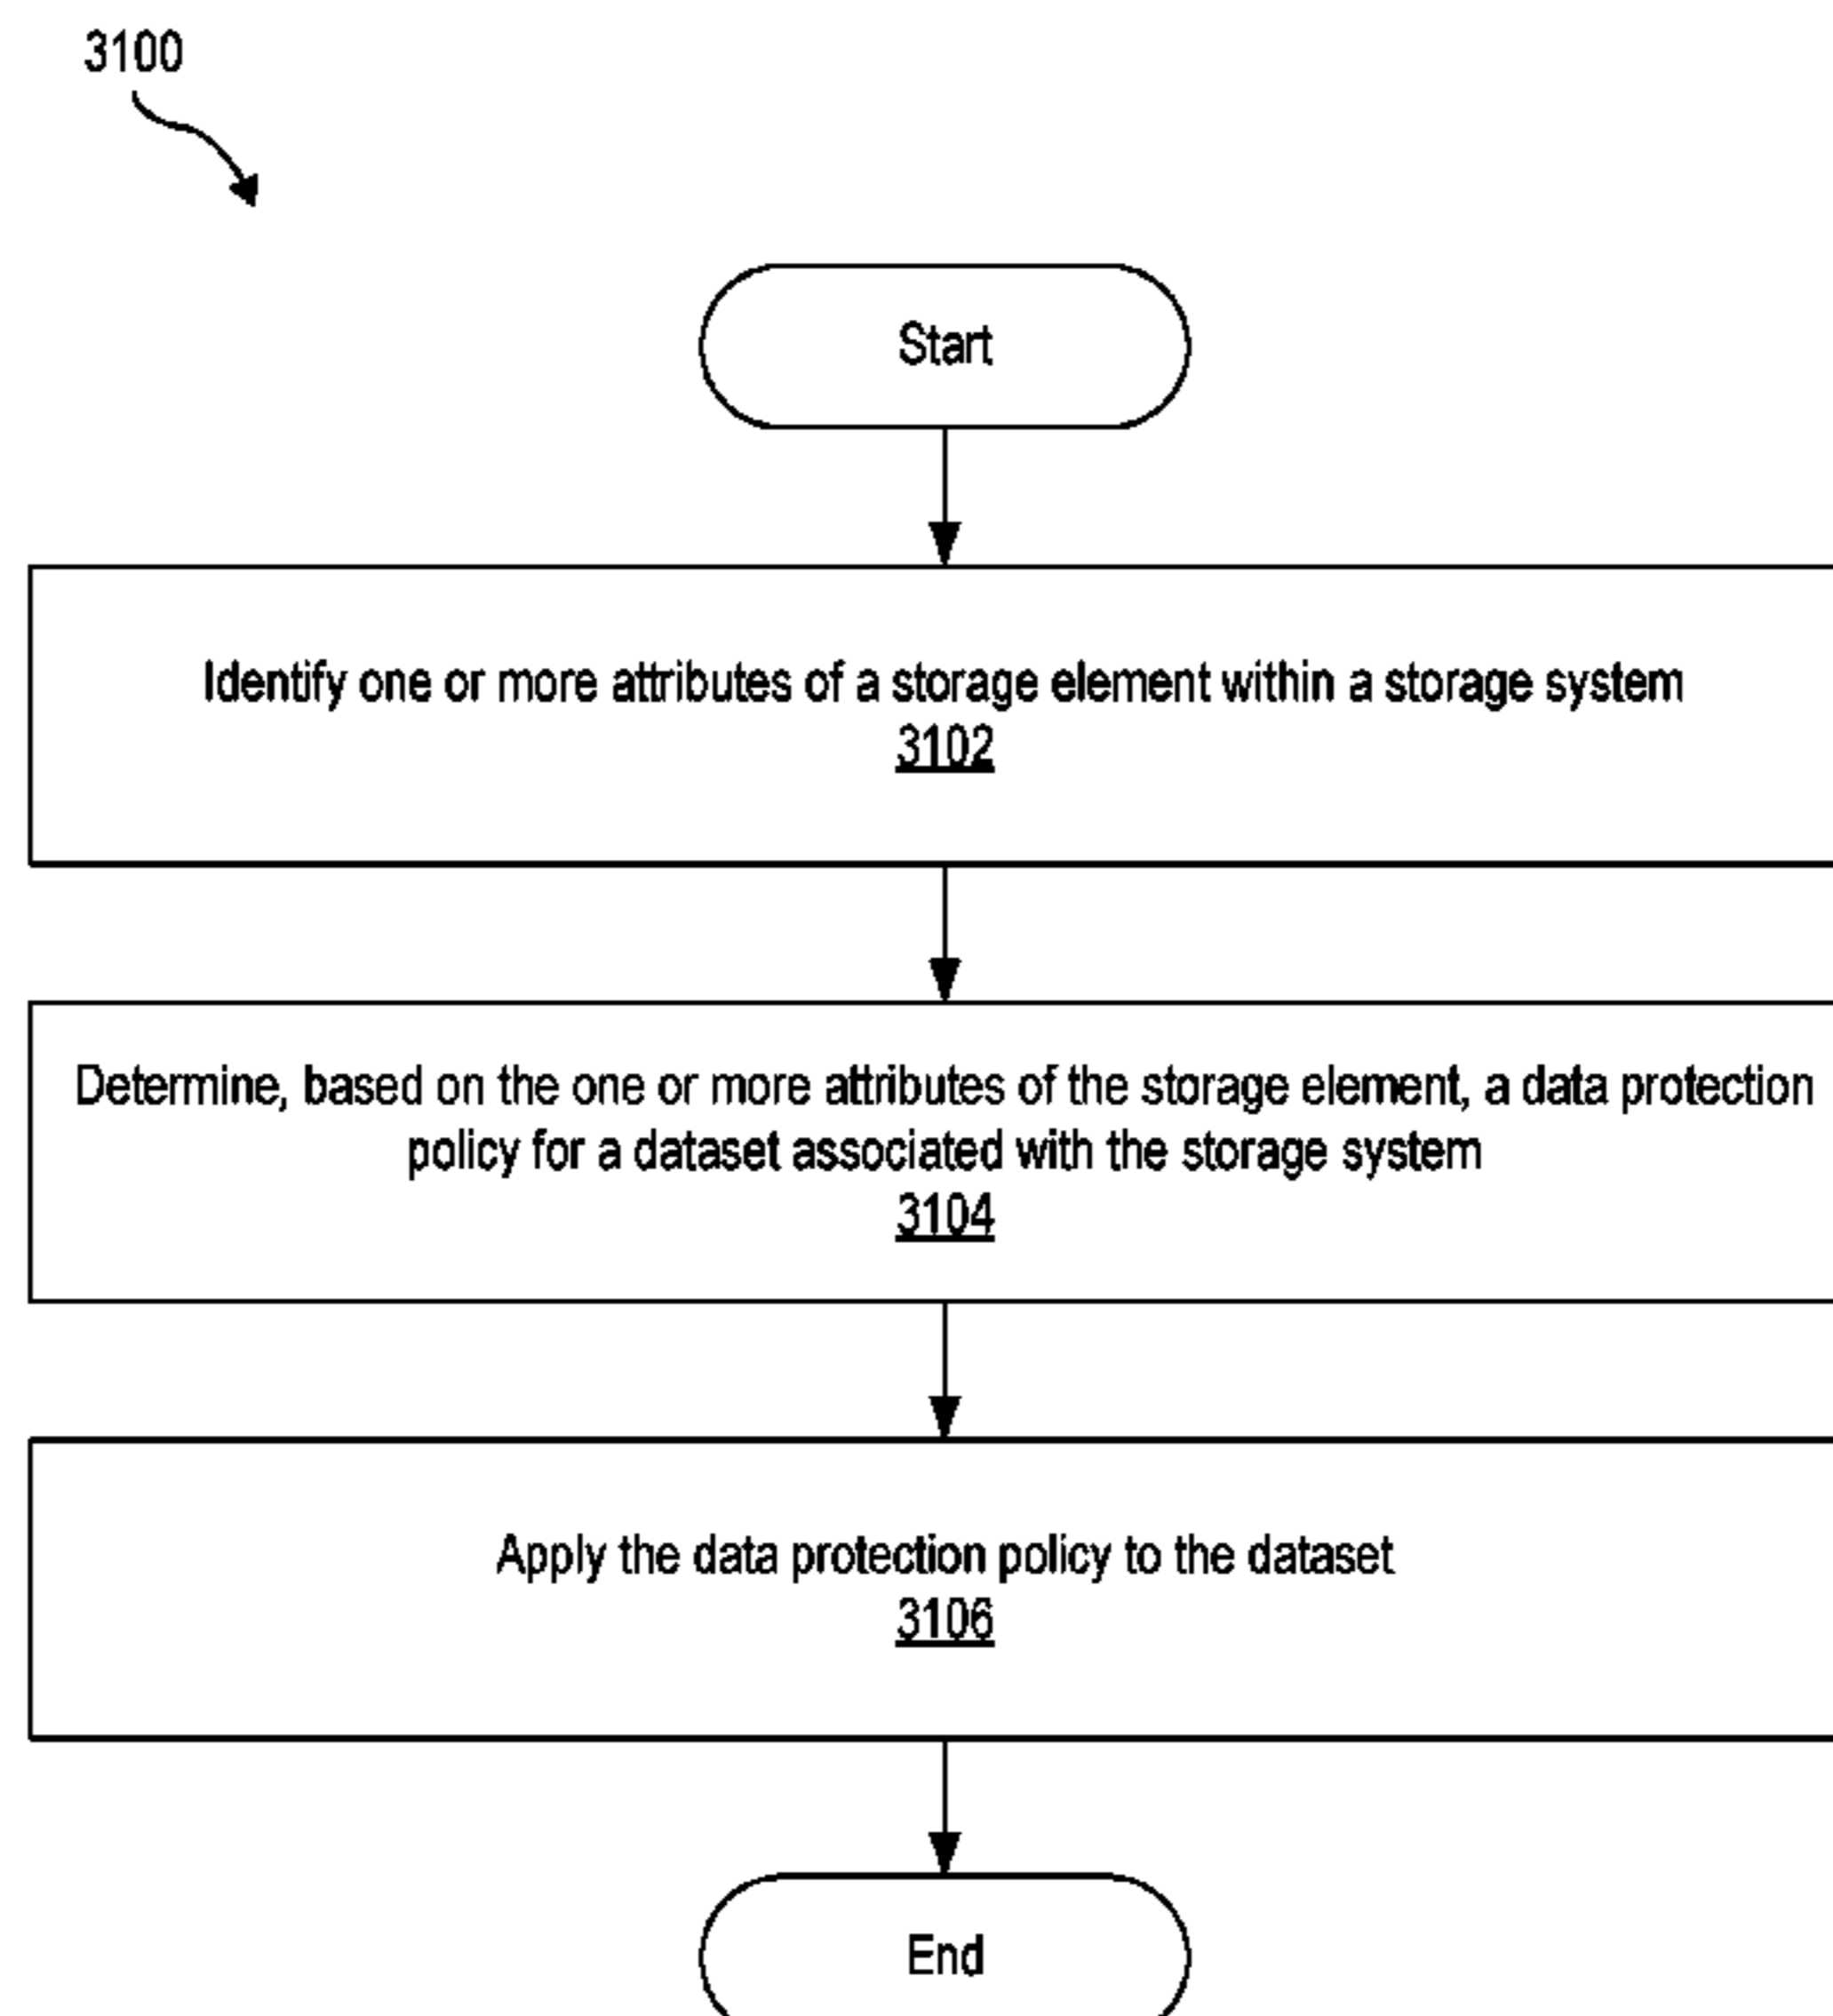 3100
Start
Identify one or more attributes of a storage element within a storage system
3102
Determine, based on the one or more attributes of the storage element, a data protection
policy for a dataset associated with the storage system
3104
Apply the data protection policy to the dataset
3106
End